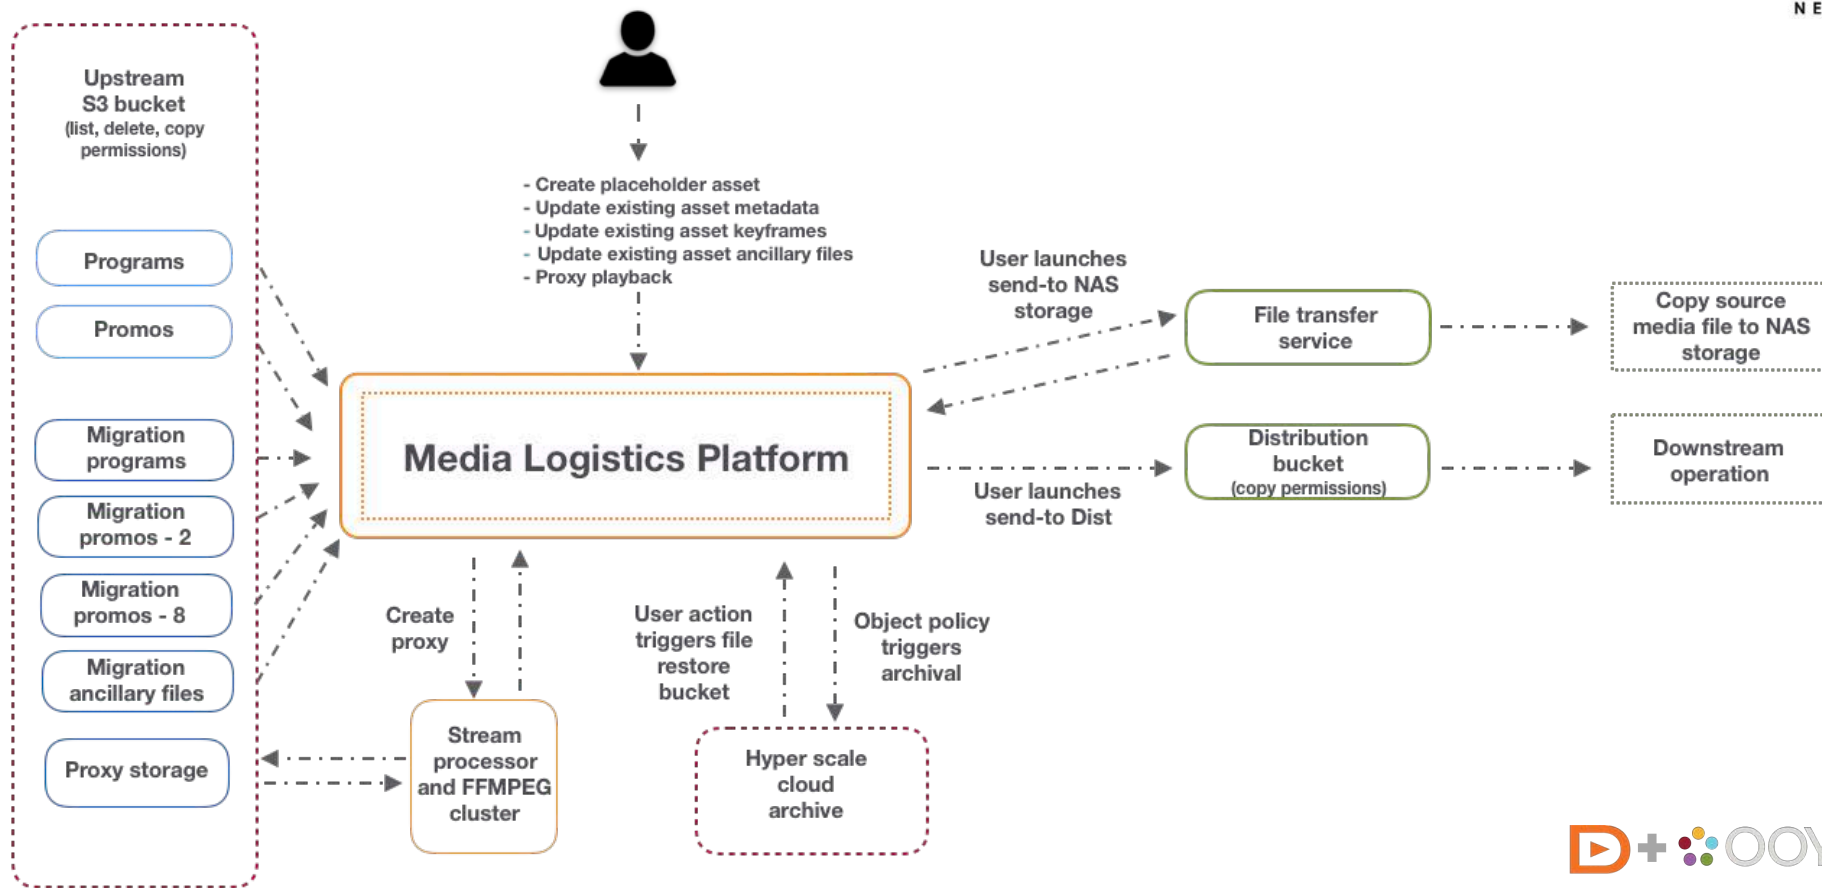 N E
Upstream
S3 bucket
(list, delete, copy
permissions)
Programs
Promos
Migration
programs
Migration
promos - 2
Migration
promos - 8
Migration
ancillary files
Proxy storage
- Create placeholder asset
- Update existing asset metadata
- Update existing asset keyframes
- Update existing asset ancillary files
- Proxy playback
Media Logistics Platform
User launches
send-to NAS
storage
File transfer
service
Copy source
media file to NAS
storage
User launches
send-to Dist
Distribution
bucket
(copy permissions)
Downstream
operation
Create
proxy
Stream
processor
and FFMPEG
cluster
User action
triggers file
restore
bucket
Object policy
triggers
archival
Hyper scale
cloud
archive
D + OOY